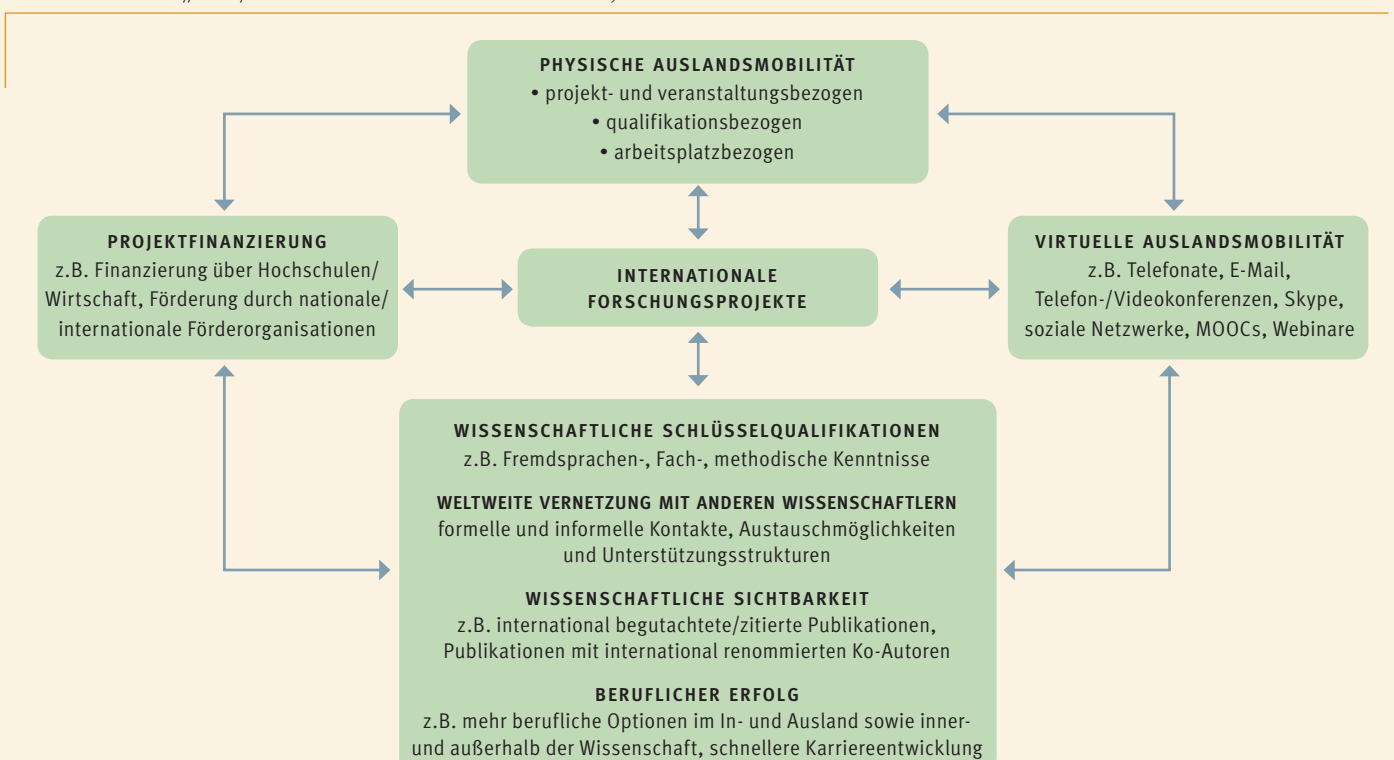 PHYSISCHE AUSLANDSMOBILITÄT
• projekt- und veranstaltungsbezogen
• qualifikationsbezogen
• arbeitsplatzbezogen
PROJEKTFINANZIERUNG
z.B. Finanzierung über Hochschulen/
Wirtschaft, Förderung durch nationale/
internationale Förderorganisationen
INTERNATIONALE
FORSCHUNGSPROJEKTE
VIRTUELLE AUSLANDSMOBILITÄT
z.B. Telefonate, E-Mail,
Telefon-/Videokonferenzen, Skype,
soziale Netzwerke, MOOCs, Webinare
WISSENSCHAFTLICHE SCHLÜSSELQUALIFIKATIONEN
z.B. Fremdsprachen-, Fach-, methodische Kenntnisse
WELTWEITE VERNETZUNG MIT ANDEREN WISSENSCHAFTLERN
formelle und informelle Kontakte, Austauschmöglichkeiten
und Unterstützungsstrukturen
WISSENSCHAFTLICHE SICHTBARKEIT
z.B. international begutachtete/zitierte Publikationen,
Publikationen mit international renommierten Ko-Autoren
BERUFLICHER ERFOLG
z.B. mehr berufliche Optionen im In- und Ausland sowie inner-
und außerhalb der Wissenschaft, schnellere Karriereentwicklung